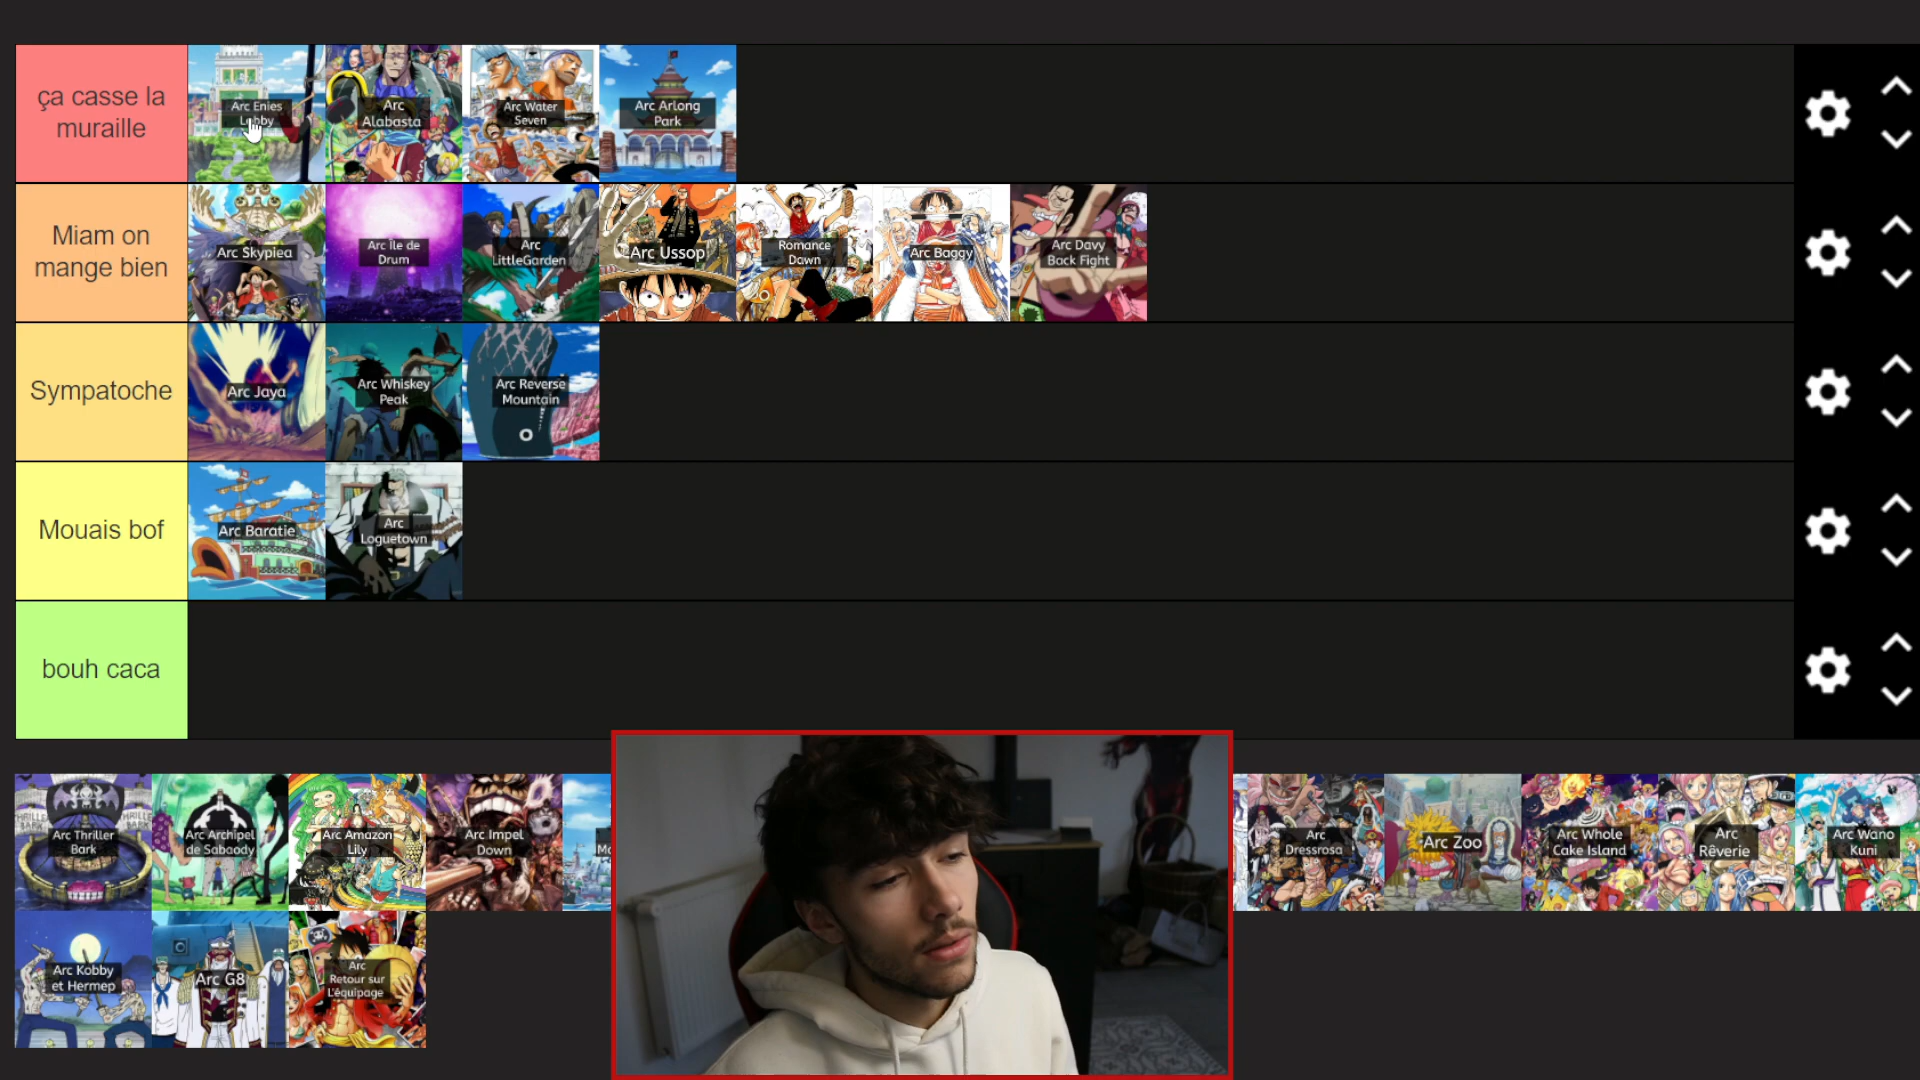 ça casse la
muraille
Arc Enies
Lobby
Arc
Alabasta
Arc Water
Seven
Arc Arlong
Park
Miam on
mange bien
Arc Skypiea
Arc île de
Drum
Arc
LittleGarden
Arc Ussop
Romance
Dawn
Arc Baggy
Arc Davy
Back Fight
Sympatoche
Arc Jaya
Arc Whiskey
Peak
Arc Reverse
Mountain
Mouais bof
Arc Baratie
Arc
Loguetown
bouh caca
Arc Thriller
Bark
Arc Archipel
de Sabaody
Arc Amazon
Lily
Arc Impel
Down
Arc
Dressrosa
Arc Zoo
Arc Whole
Cake Island
Arc
Rêverie
Arc Wano
Kuni
Arc Kobby
et Hermep
Arc G8
Arc
Retour sur
L'équipage